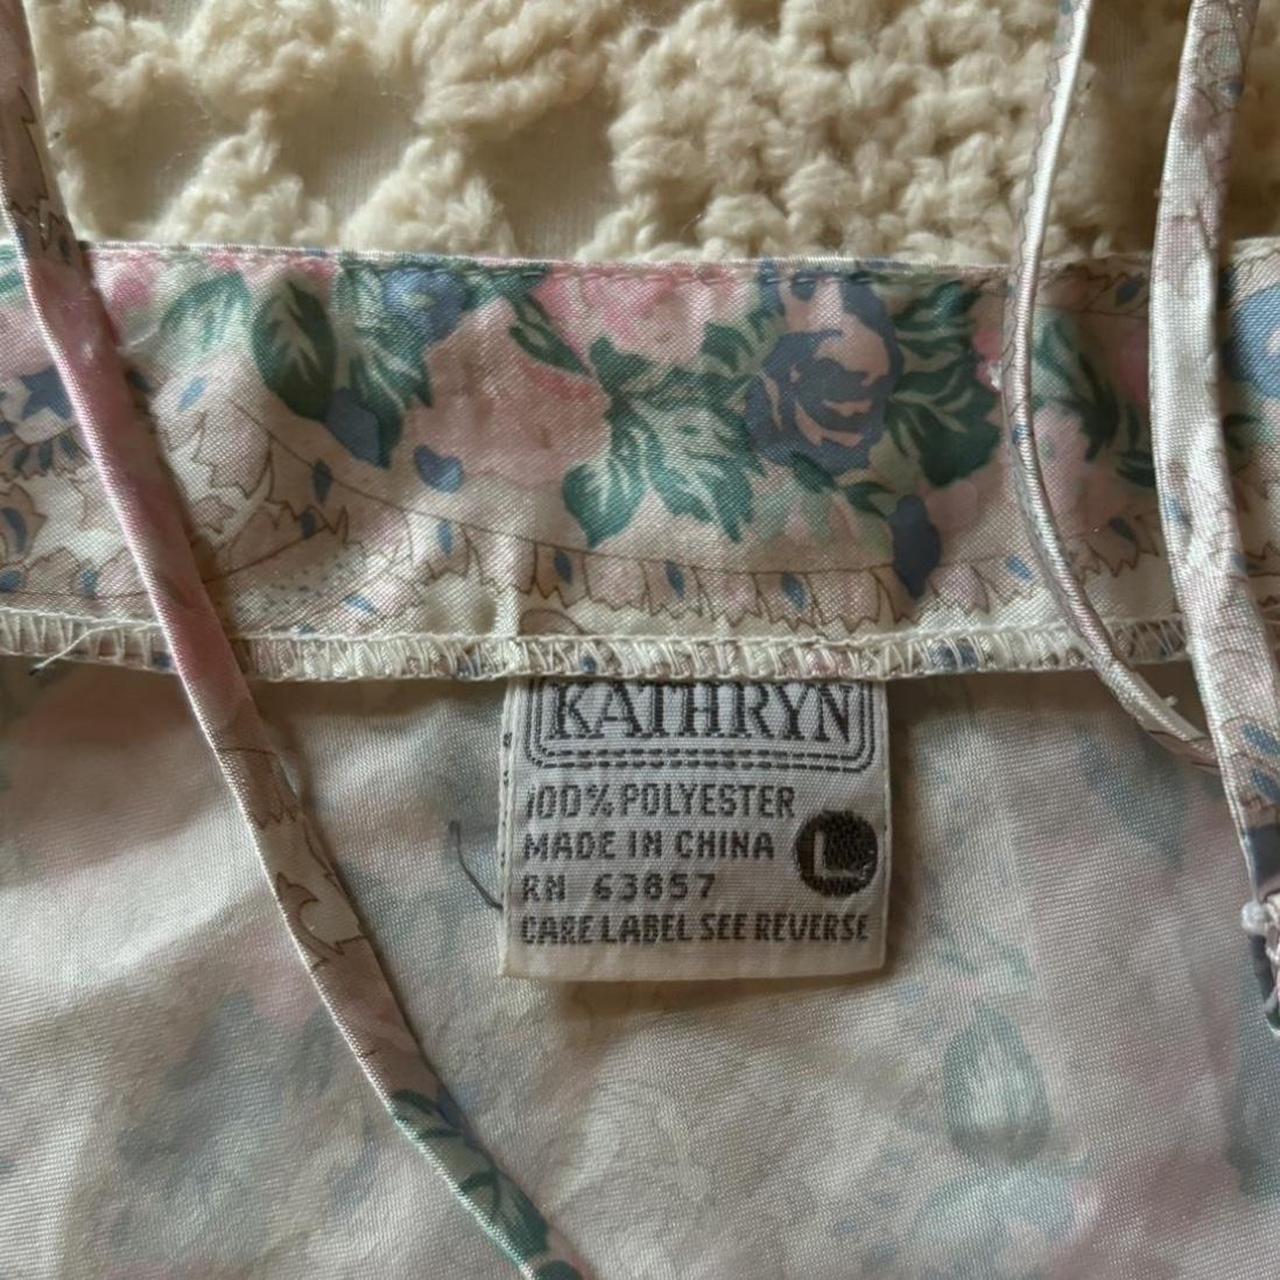 KATHRYN
100% POLYESTER
MADE IN CHINA
L
RN 63857
CARE LABEL SEE REVERSE